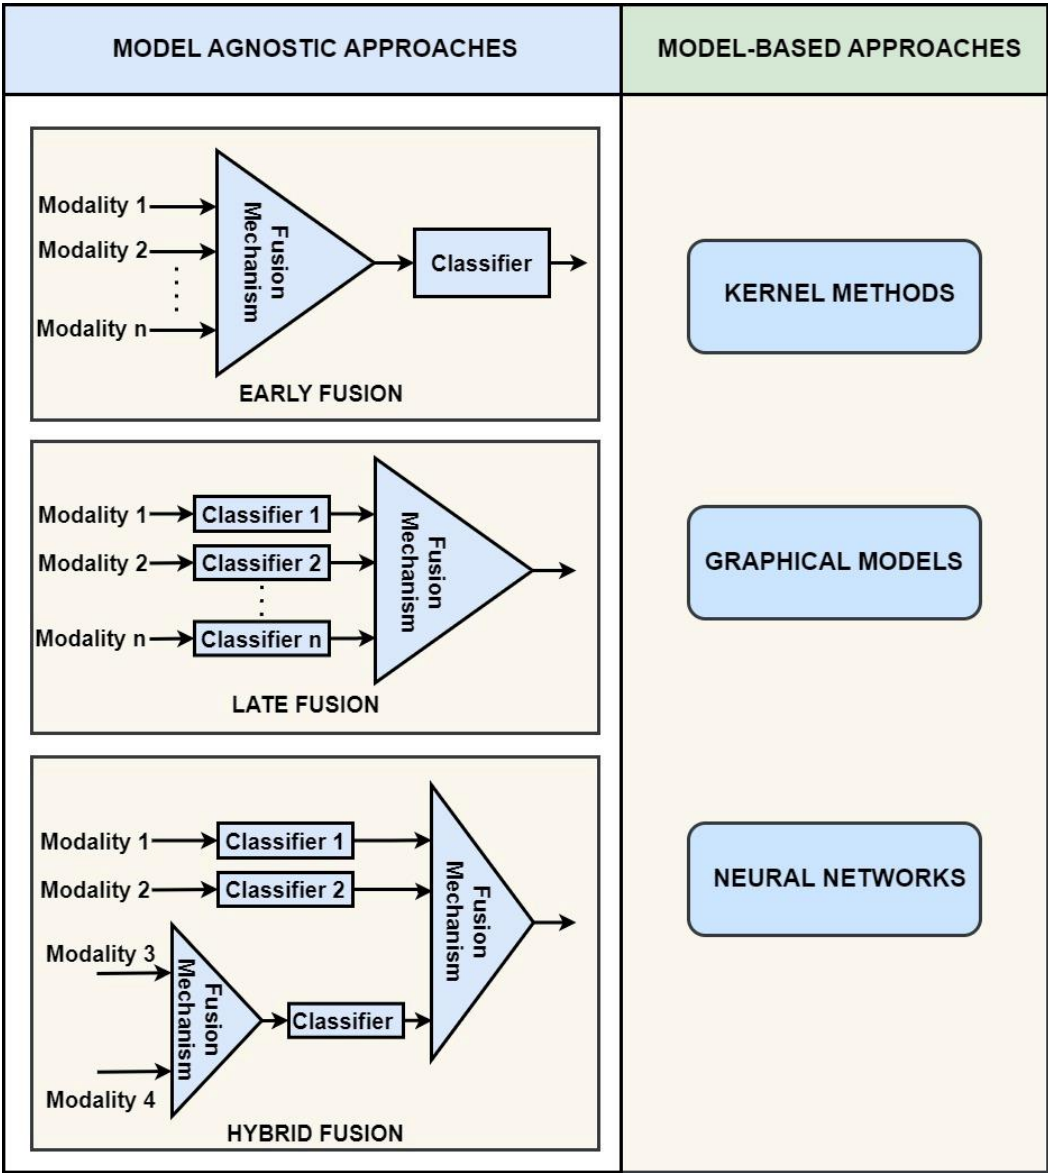 MODEL AGNOSTIC APPROACHES
MODEL-BASED APPROACHES
Modality 1
Modality 2
Modality n
Fusion
Mechanism
Classifier
EARLY FUSION
Modality 1
Classifier 1
Modality 2
Classifier 2
Modality n
Classifier n
Fusion
Mechanism
LATE FUSION
Modality 1
Classifier 1
Modality 2
Classifier 2
Modality 3
Modality 4
Fusion
Mechanism
Classifier
Fusion
Mechanism
HYBRID FUSION
KERNEL METHODS
GRAPHICAL MODELS
NEURAL NETWORKS